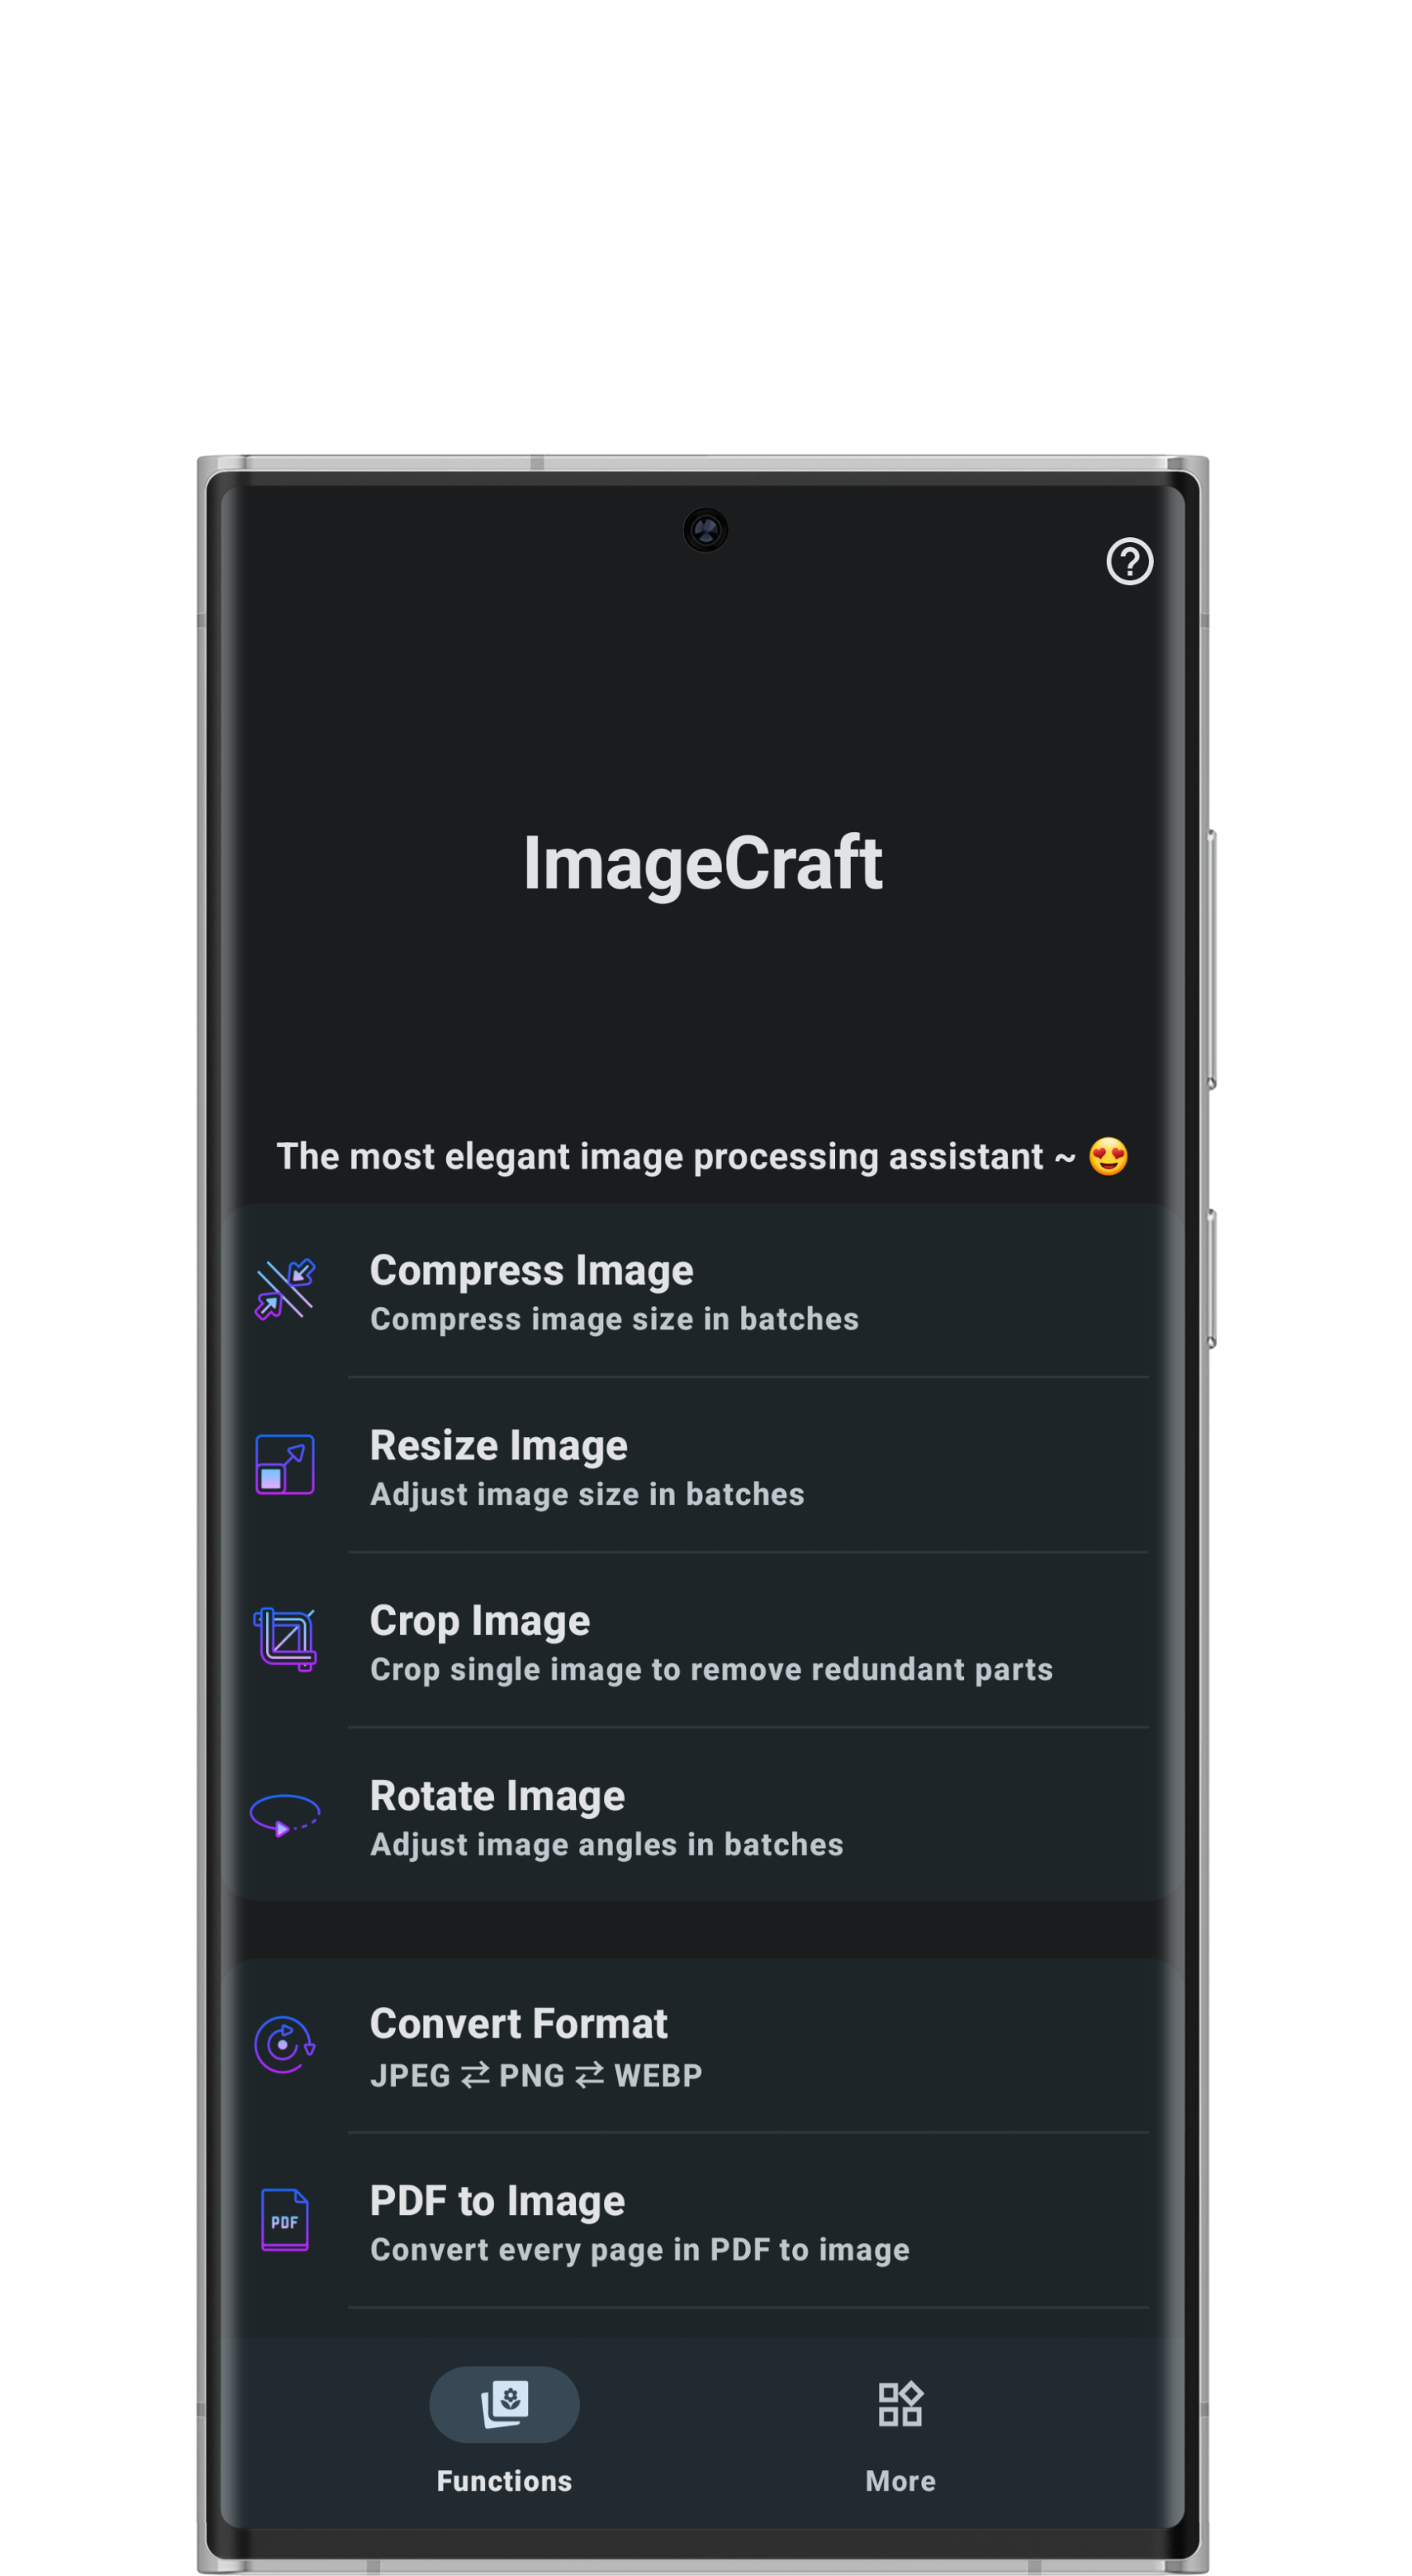 ImageCraft
The most elegant image processing assistant ~ 😍
Compress Image
Compress image size in batches
Resize Image
Adjust image size in batches
Crop Image
Crop single image to remove redundant parts
Rotate Image
Adjust image angles in batches
Convert Format
JPEG ⇄ PNG ⇄ WEBP
PDF
PDF to Image
Convert every page in PDF to image
Functions
More